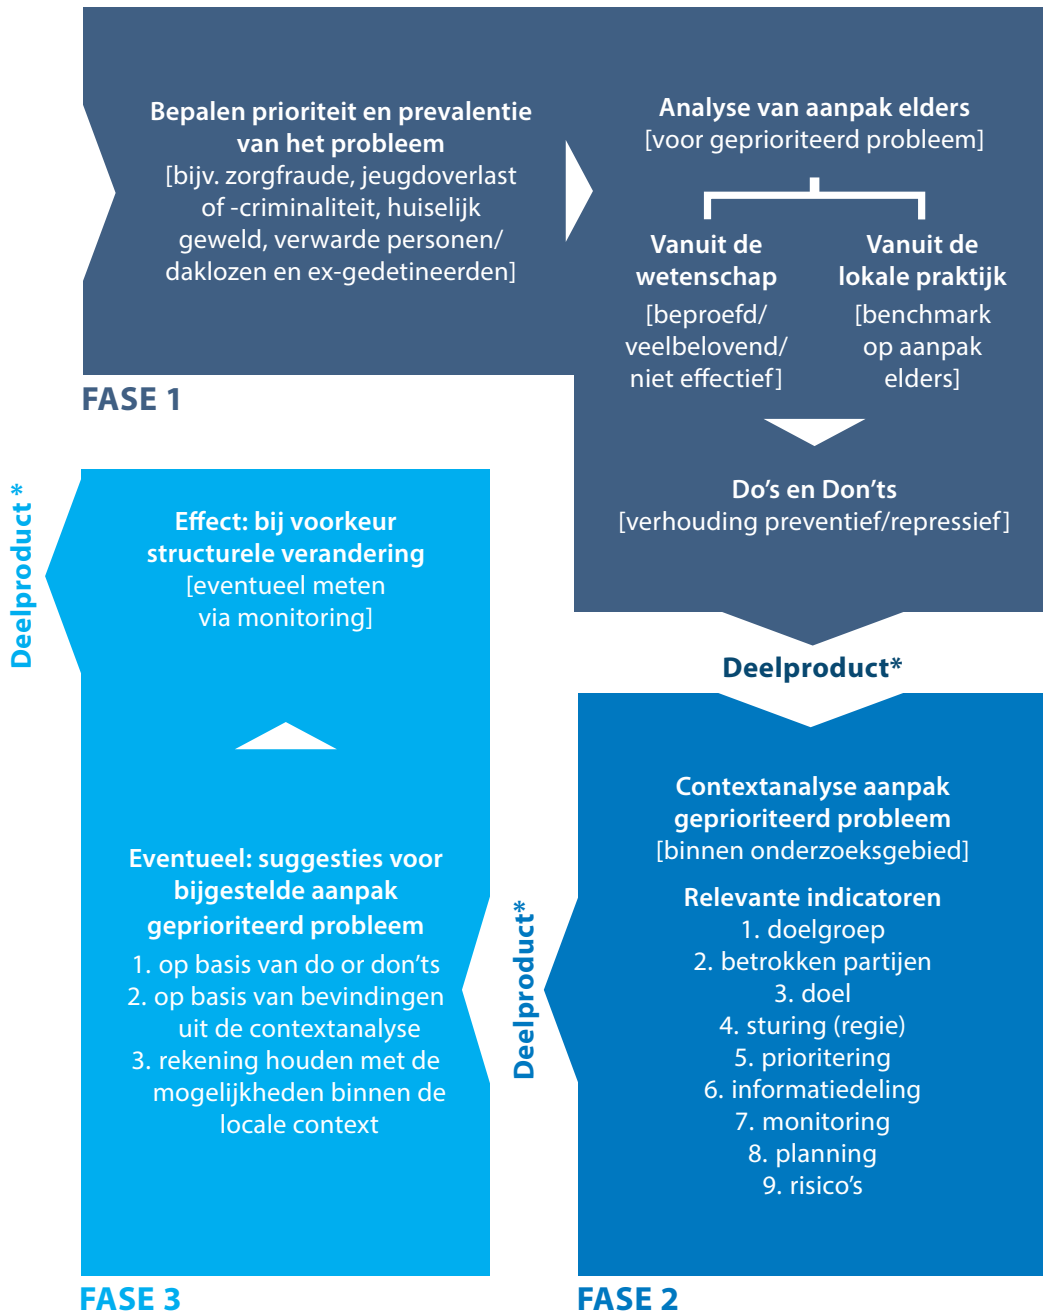 Bepalen prioriteit en prevalentie
van het probleem
[bijv. zorgfraude, jeugdoverlast
of -criminaliteit, huiselijk
geweld, verwarde personen/
daklozen en ex-gedetineerden]
FASE 1
Analyse van aanpak elders
[voor geprioriteerd probleem]
Vanuit de
wetenschap
[beproefd/
veelbelovend/
niet effectief]
Vanuit de
lokale praktijk
[benchmark
op aanpak
elders]
Do's en Don'ts
[verhouding preventief/repressief]
Deelproduct*
Contextanalyse aanpak
geprioriteerd probleem
[binnen onderzoeksgebied]
Relevante indicatoren
1. doelgroep
2. betrokken partijen
3. doel
4. sturing (regie)
5. prioritering
6. informatiedeling
7. monitoring
8. planning
9. risico's
FASE 2
Deelproduct*
Eventueel: suggesties voor
bijgestelde aanpak
geprioriteerd probleem
1. op basis van do or don'ts
2. op basis van bevindingen
uit de contextanalyse
3. rekening houden met de
mogelijkheden binnen de
locale context
Effect: bij voorkeur
structurele verandering
[eventueel meten
via monitoring]
FASE 3
Deelproduct *